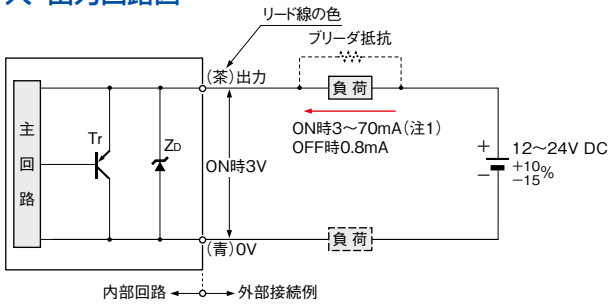 出力回路図
リード線の色
ブリーダ抵抗
(茶)出力
負荷
主回路
Tr
ZD
ON時3V
ON時3〜70mA(注1)
OFF時0.8mA
+
−
12〜24V DC
+10
−15%
(青)0V
負荷
内部回路
外部接続例